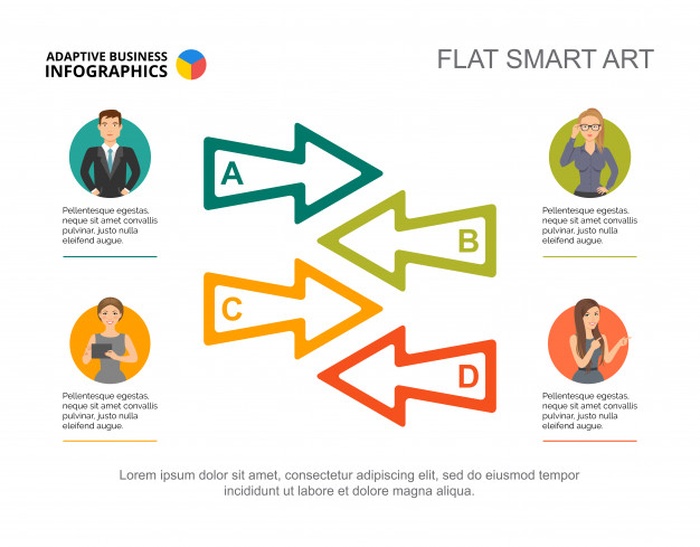 ADAPTIVE BUSINESS
INFOGRAPHICS
FLAT SMART ART
A
Pellentesque egestas,
neque sit amet convallis
pulvinar, justo nulla
eleifend augue.
B
Pellentesque egestas,
neque sit amet convallis
pulvinar, justo nulla
eleifend augue.
C
Pellentesque egestas,
neque sit amet convallis
pulvinar, justo nulla
eleifend augue.
D
Pellentesque egestas,
neque sit amet convallis
pulvinar, justo nulla
eleifend augue.
Lorem ipsum dolor sit amet, consectetur adipiscing elit, sed do eiusmod tempor
incididunt ut labore et dolore magna aliqua.